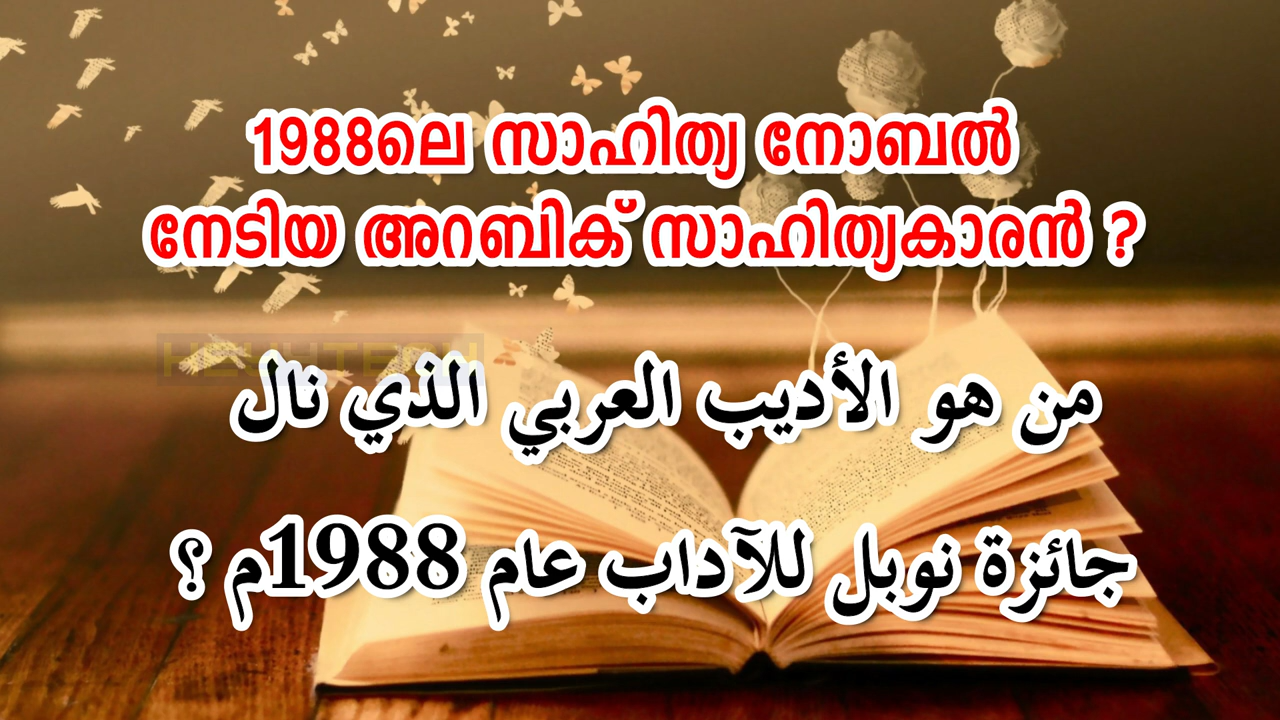 1988ലെ സാഹിത്യ നോബൽ
നേടിയ അറബിക് സാഹിത്യകാരൻ ?
من هو الأديب العربي الذي نال
جائزة نوبل للآداب عام 1988م ؟